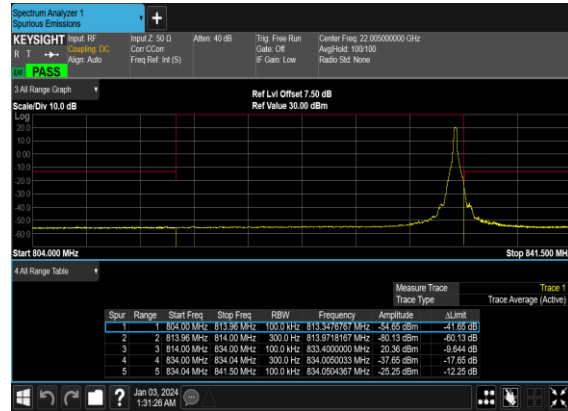 Spectrum Analyzer 1
Spurious Emissions
+
KEYSIGHT Input: RF Input Z: 50 Ω Atten: 40 dB Trig: Free Run Center Freq: 22.005000000 GHz
R T Coupling: DC Corr CCorr Gate: Off Avg|Hold: 100/100
Align: Auto Freq Ref: Int (S) IF Gain: Low Radio Std: None
PASS
3 All Range Graph
Ref Lvl Offset 7.50 dB
Scale/Div 10.0 dB Ref Value 30.00 dBm
Log
20.0
10.0
0.00
-10.0
-20.0
-30.0
-40.0
-50.0
-60.0
Start 804.000 MHz Stop 841.500 MH
4 All Range Table
Measure Trace Trace 1
Trace Type Trace Average (Active)
Spur Range Start Freq Stop Freq RBW Frequency Amplitude ΔLimit
1 1 804.00 MHz 813.96 MHz 100.0 kHz 813.3476767 MHz -54.65 dBm -41.65 dB
2 2 813.96 MHz 814.00 MHz 300.0 Hz 813.9718167 MHz -80.13 dBm -60.13 dB
3 3 814.00 MHz 834.00 MHz 100.0 kHz 833.4000000 MHz 20.36 dBm -9.644 dB
4 4 834.00 MHz 834.04 MHz 300.0 Hz 834.0050033 MHz -37.65 dBm -17.65 dB
5 5 834.04 MHz 841.50 MHz 100.0 kHz 834.0504367 MHz -25.25 dBm -12.25 dB
? Jan 03, 2024
1:31:26 AM